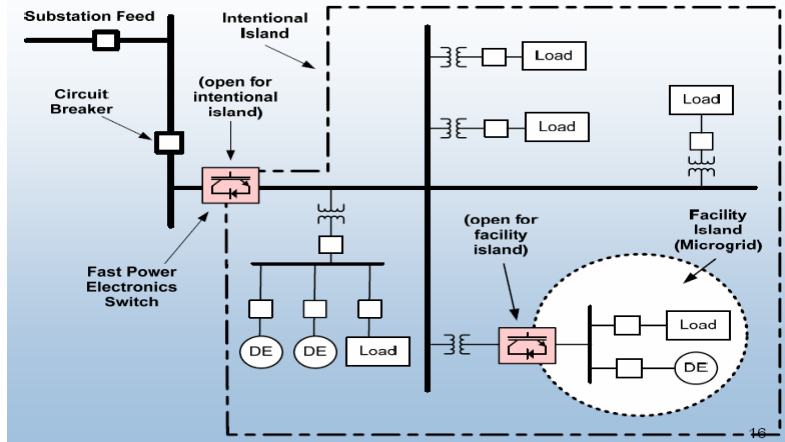 Substation Feed
Intentional
Island
(open for
intentional
island)
Circuit
Breaker
Load
Load
Load
Fast Power
Electronics
Switch
(open for
facility
island)
Facility
Island
(Microgrid)
DE
DE
Load
Load
DE
16